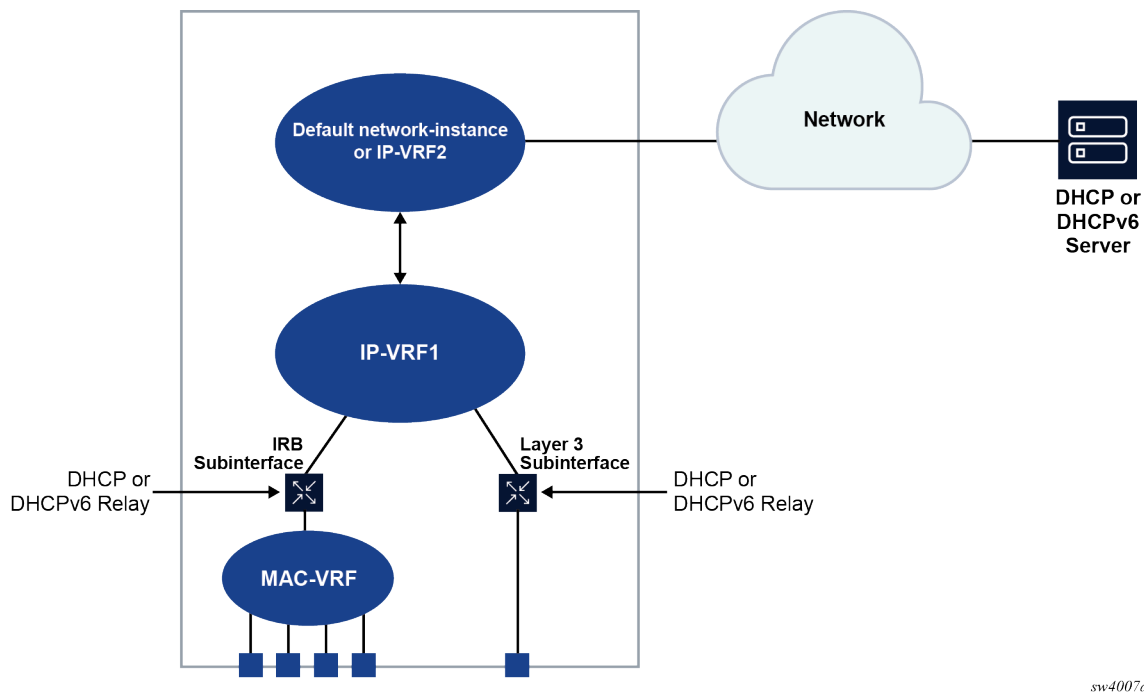 Default network-instance
or IP-VRF2
Network
DHCP or
DHCPv6
Server
IP-VRF1
IRB
Subinterface
Layer 3
Subinterface
DHCP or
DHCPv6 Relay
DHCP or
DHCPv6 Relay
MAC-VRF